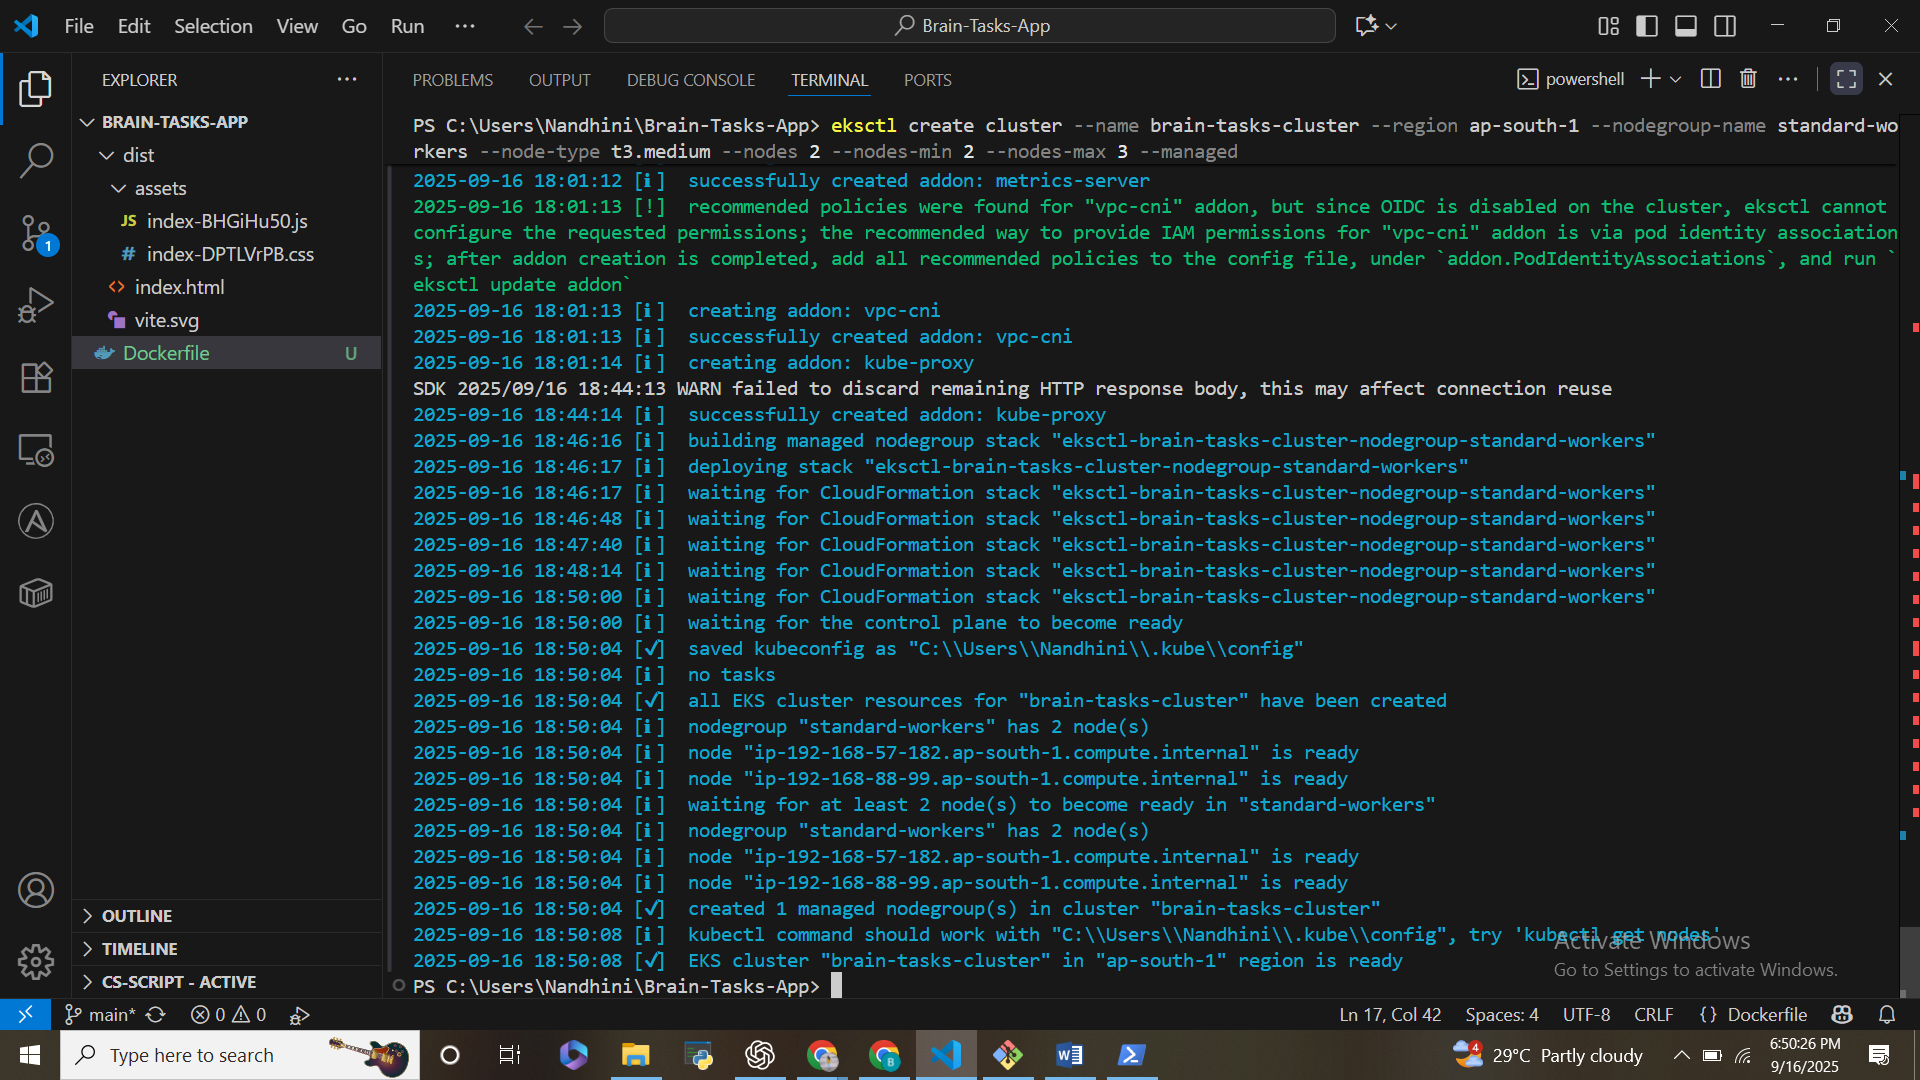 File Edit Selection View Go Run ···
Brain-Tasks-App
EXPLORER ···
BRAIN-TASKS-APP
dist
assets
JS index-BHGiHu50.js
# index-DPTLVrPB.css
<> index.html
vite.svg
Dockerfile U
OUTLINE
TIMELINE
CS-SCRIPT - ACTIVE
1
PROBLEMS OUTPUT DEBUG CONSOLE TERMINAL PORTS
powershell
PS C:\Users\Nandhini\Brain-Tasks-App> eksctl create cluster --name brain-tasks-cluster --region ap-south-1 --nodegroup-name standard-wo
rkers --node-type t3.medium --nodes 2 --nodes-min 2 --nodes-max 3 --managed
2025-09-16 18:01:12 [ℹ]  successfully created addon: metrics-server
2025-09-16 18:01:13 [!]  recommended policies were found for "vpc-cni" addon, but since OIDC is disabled on the cluster, eksctl cannot
configure the requested permissions; the recommended way to provide IAM permissions for "vpc-cni" addon is via pod identity association
s; after addon creation is completed, add all recommended policies to the config file, under `addon.PodIdentityAssociations`, and run `
eksctl update addon`
2025-09-16 18:01:13 [ℹ]  creating addon: vpc-cni
2025-09-16 18:01:13 [ℹ]  successfully created addon: vpc-cni
2025-09-16 18:01:14 [ℹ]  creating addon: kube-proxy
SDK 2025/09/16 18:44:13 WARN failed to discard remaining HTTP response body, this may affect connection reuse
2025-09-16 18:44:14 [ℹ]  successfully created addon: kube-proxy
2025-09-16 18:46:16 [ℹ]  building managed nodegroup stack "eksctl-brain-tasks-cluster-nodegroup-standard-workers"
2025-09-16 18:46:17 [ℹ]  deploying stack "eksctl-brain-tasks-cluster-nodegroup-standard-workers"
2025-09-16 18:46:17 [ℹ]  waiting for CloudFormation stack "eksctl-brain-tasks-cluster-nodegroup-standard-workers"
2025-09-16 18:46:48 [ℹ]  waiting for CloudFormation stack "eksctl-brain-tasks-cluster-nodegroup-standard-workers"
2025-09-16 18:47:40 [ℹ]  waiting for CloudFormation stack "eksctl-brain-tasks-cluster-nodegroup-standard-workers"
2025-09-16 18:48:14 [ℹ]  waiting for CloudFormation stack "eksctl-brain-tasks-cluster-nodegroup-standard-workers"
2025-09-16 18:50:00 [ℹ]  waiting for CloudFormation stack "eksctl-brain-tasks-cluster-nodegroup-standard-workers"
2025-09-16 18:50:00 [ℹ]  waiting for the control plane to become ready
2025-09-16 18:50:04 [✔]  saved kubeconfig as "C:\\Users\\Nandhini\\.kube\\config"
2025-09-16 18:50:04 [ℹ]  no tasks
2025-09-16 18:50:04 [✔]  all EKS cluster resources for "brain-tasks-cluster" have been created
2025-09-16 18:50:04 [ℹ]  nodegroup "standard-workers" has 2 node(s)
2025-09-16 18:50:04 [ℹ]  node "ip-192-168-57-182.ap-south-1.compute.internal" is ready
2025-09-16 18:50:04 [ℹ]  node "ip-192-168-88-99.ap-south-1.compute.internal" is ready
2025-09-16 18:50:04 [ℹ]  waiting for at least 2 node(s) to become ready in "standard-workers"
2025-09-16 18:50:04 [ℹ]  nodegroup "standard-workers" has 2 node(s)
2025-09-16 18:50:04 [ℹ]  node "ip-192-168-57-182.ap-south-1.compute.internal" is ready
2025-09-16 18:50:04 [ℹ]  node "ip-192-168-88-99.ap-south-1.compute.internal" is ready
2025-09-16 18:50:04 [✔]  created 1 managed nodegroup(s) in cluster "brain-tasks-cluster"
2025-09-16 18:50:08 [ℹ]  kubectl command should work with "C:\\Users\\Nandhini\\.kube\\config", try 'kubectl get nodes'
2025-09-16 18:50:08 [✔]  EKS cluster "brain-tasks-cluster" in "ap-south-1" region is ready
PS C:\Users\Nandhini\Brain-Tasks-App>
Activate Windows
Go to Settings to activate Windows.
main* 0 0
Ln 17, Col 42 Spaces: 4 UTF-8 CRLF {} Dockerfile
Type here to search
4
29°C Partly cloudy
6:50:26 PM
9/16/2025